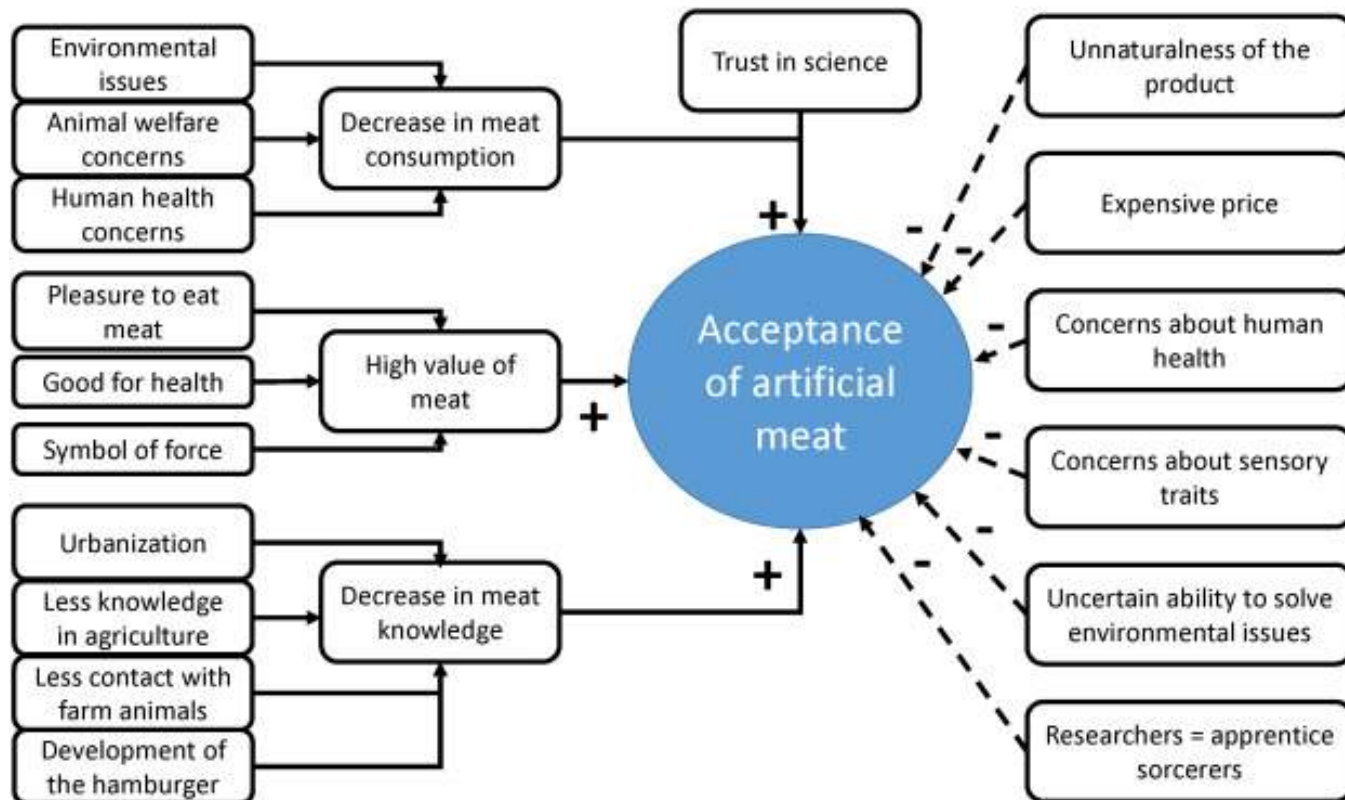 Environmental
issues
Animal welfare
concerns
Human health
concerns
Decrease in meat
consumption
Trust in science
+
Pleasure to eat
meat
Good for health
Symbol of force
High value of
meat
+
Urbanization
Less knowledge
in agriculture
Less contact with
farm animals
Development of
the hamburger
Decrease in meat
knowledge
+
Acceptance
of artificial
meat
Unnaturalness of the
product
-
Expensive price
-
Concerns about human
health
-
Concerns about sensory
traits
-
Uncertain ability to solve
environmental issues
-
Researchers = apprentice
sorcerers
-